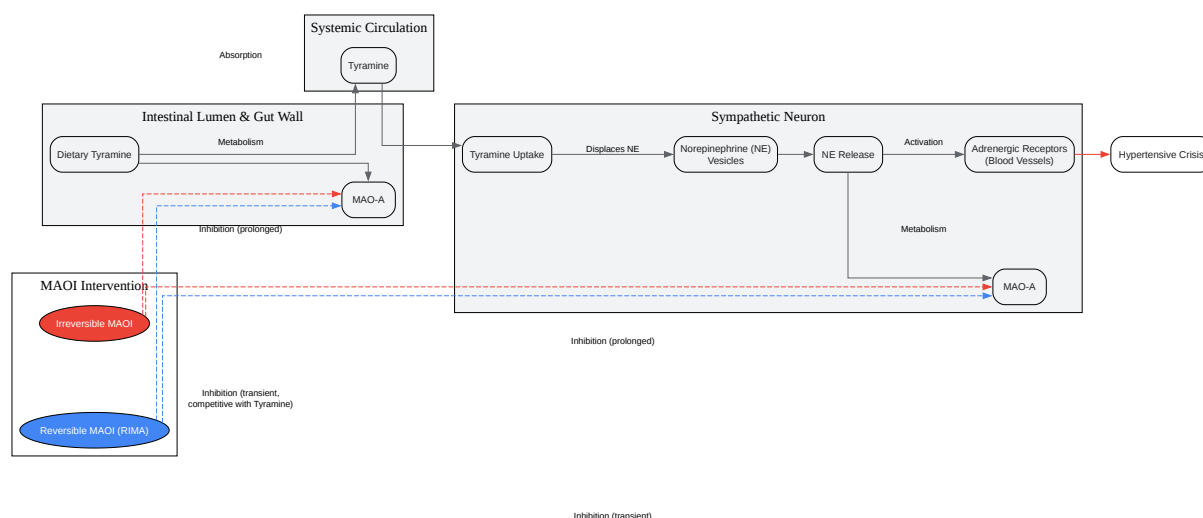 Systemic Circulation
Absorption
Tyramine
Intestinal Lumen & Gut Wall
Sympathetic Neuron
Metabolism
Dietary Tyramine
Tyramine Uptake
Displaces NE
Norepinephrine (NE)
Vesicles
NE Release
Activation
Adrenergic Receptors
(Blood Vessels)
Hypertensive Crisis
MAO-A
Inhibition (prolonged)
Metabolism
MAOI Intervention
MAO-A
Irreversible MAOI
Inhibition (prolonged)
Inhibition (transient,
competitive with Tyramine)
Reversible MAOI (RIMA)
Inhibition (transient)